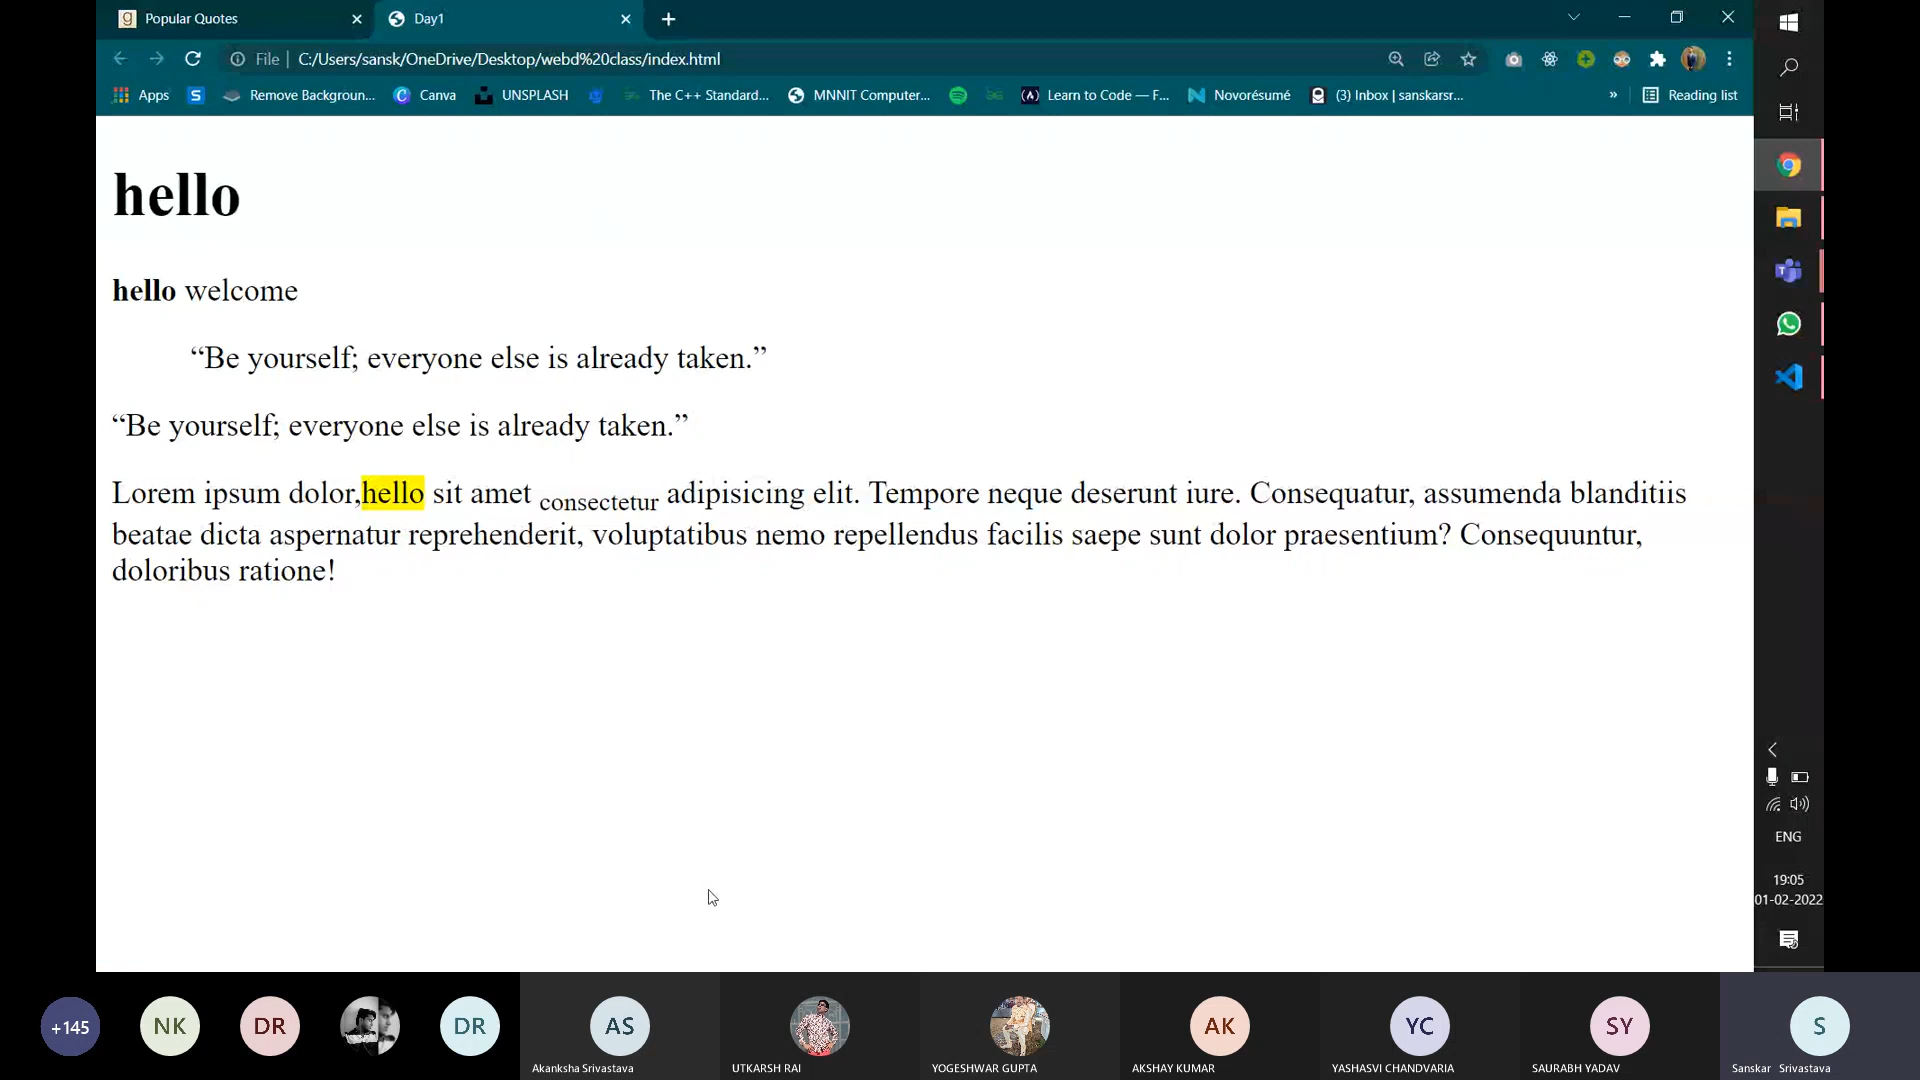 Popular Quotes
Day1
File | C:/Users/sansk/OneDrive/Desktop/webd%20class/index.html
Apps
Remove Backgroun...
Canva
UNSPLASH
The C++ Standard...
MNNIT Computer...
Learn to Code — F...
Novorésumé
(3) Inbox | sanskarsr...
»
Reading list
hello
hello welcome
“Be yourself; everyone else is already taken.”
“Be yourself; everyone else is already taken.”
Lorem ipsum dolor,hello sit amet consectetur adipisicing elit. Tempore neque deserunt iure. Consequatur, assumenda blanditiis
beatae dicta aspernatur reprehenderit, voluptatibus nemo repellendus facilis saepe sunt dolor praesentium? Consequuntur,
doloribus ratione!
ENG
19:05
01-02-2022
+145
NK
DR
DR
AS
AK
YC
SY
S
Akanksha Srivastava
UTKARSH RAI
YOGESHWAR GUPTA
AKSHAY KUMAR
YASHASVI CHANDVARIA
SAURABH YADAV
Sanskar Srivastava